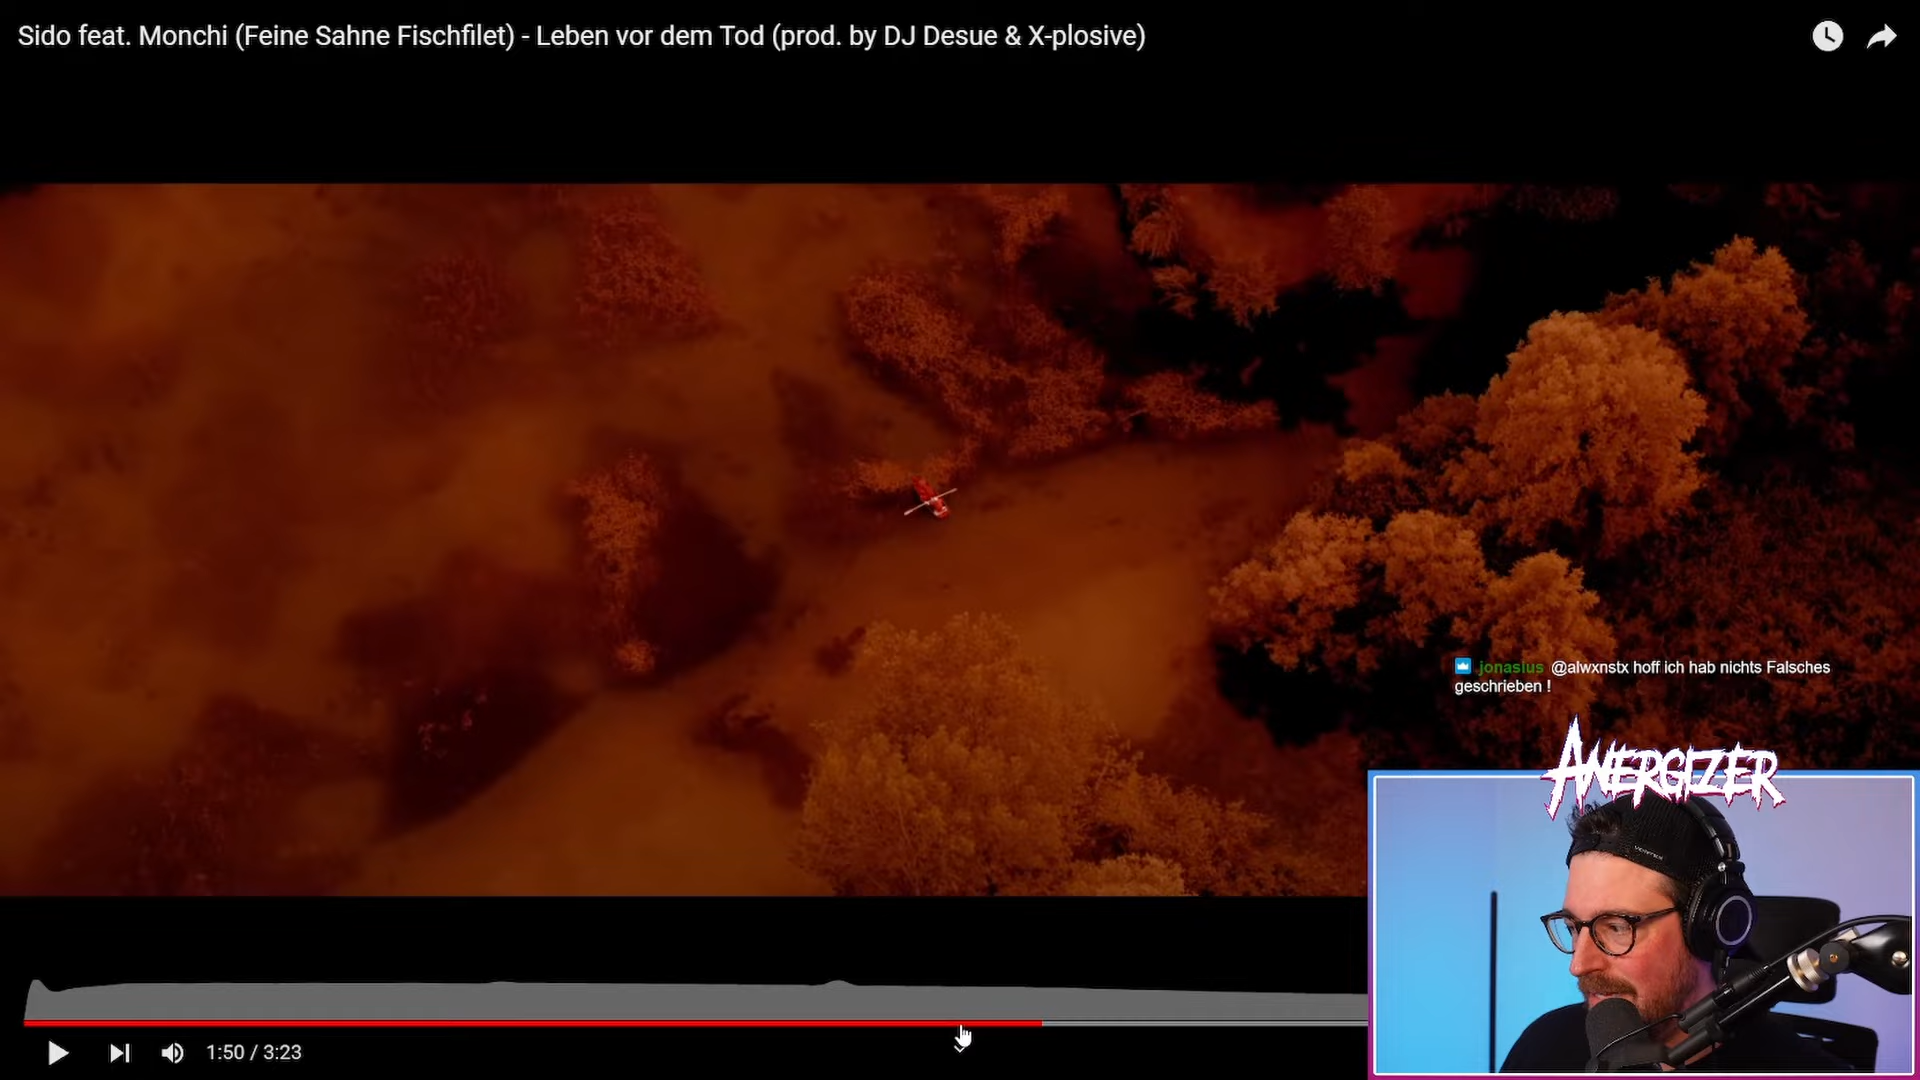 Sido feat. Monchi (Feine Sahne Fischfilet) - Leben vor dem Tod (prod. by DJ Desue & X-plosive)
jonasius @alwxnstx hoff ich hab nichts Falsches
geschrieben !
AWERGIZER
1:50 / 3:23